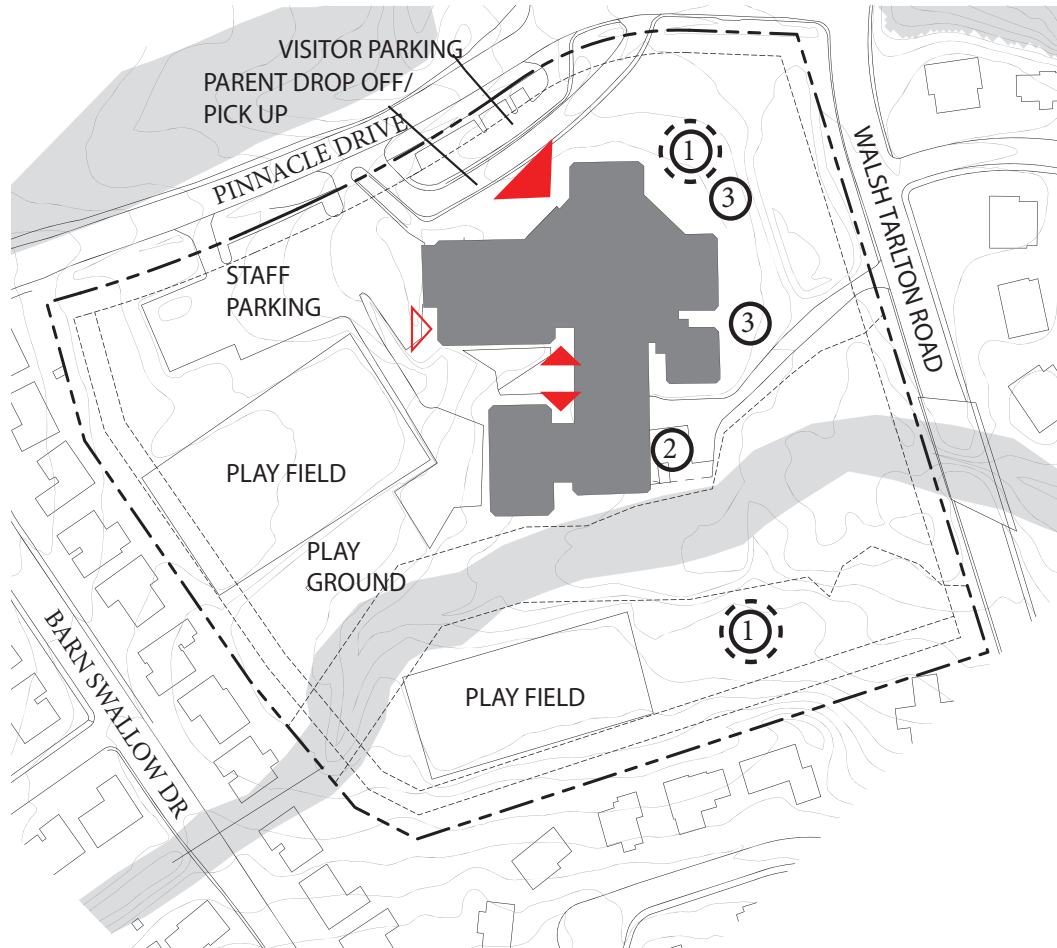 VISITOR PARKING
PARENT DROP OFF/
PICK UP
PINNACLE DRIVE
1
3
WALSH TARLTON ROAD
STAFF
PARKING
3
2
PLAY FIELD
PLAY
GROUND
1
BARN SWALLOW DR
PLAY FIELD